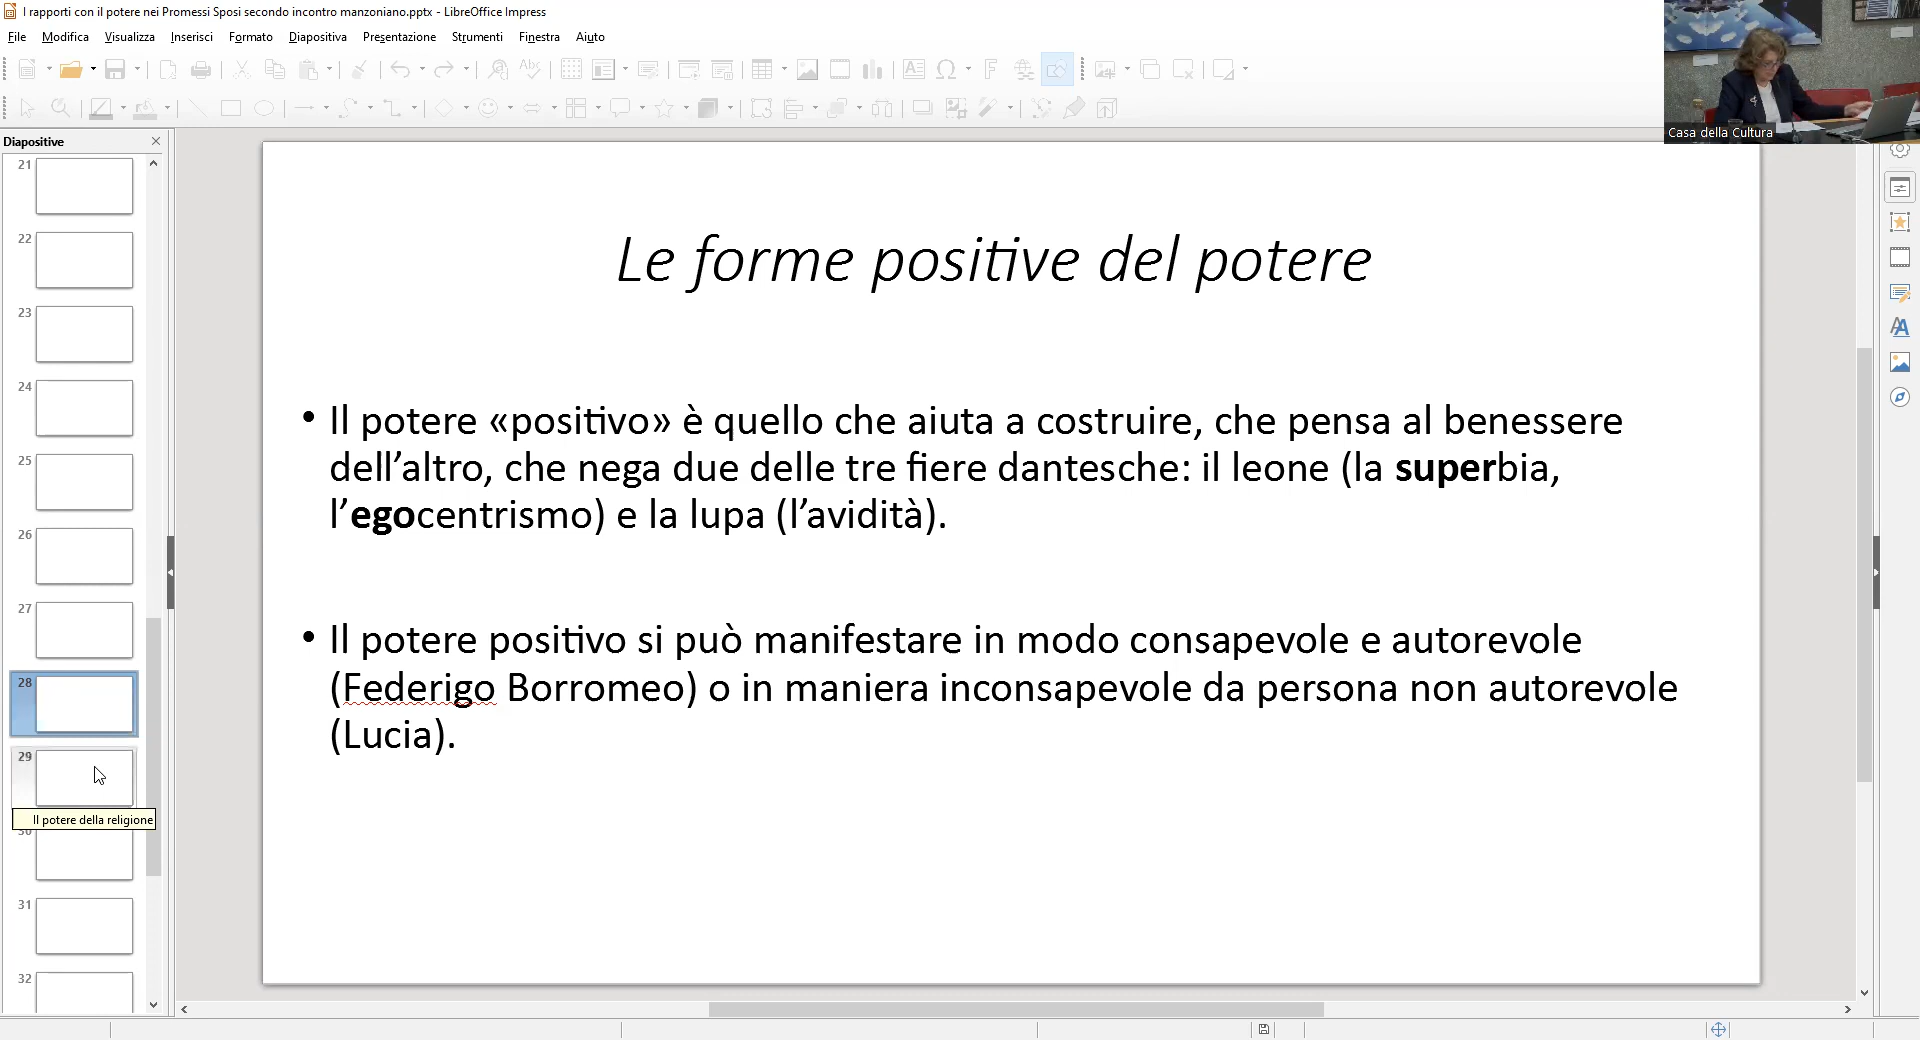 I rapporti con il potere nei Promessi Sposi secondo incontro manzoniano.pptx - LibreOffice Impress
File Modifica Visualizza Inserisci Formato Diapositiva Presentazione Strumenti Finestra Aiuto
Casa della Cultura
Diapositive
21
22
23
24
25
26
27
28
29
Il potere della religione
30
31
32
Le forme positive del potere
• Il potere «positivo» è quello che aiuta a costruire, che pensa al benessere
dell’altro, che nega due delle tre fiere dantesche: il leone (la superbia,
l’egocentrismo) e la lupa (l’avidità).
• Il potere positivo si può manifestare in modo consapevole e autorevole
(Federigo Borromeo) o in maniera inconsapevole da persona non autorevole
(Lucia).